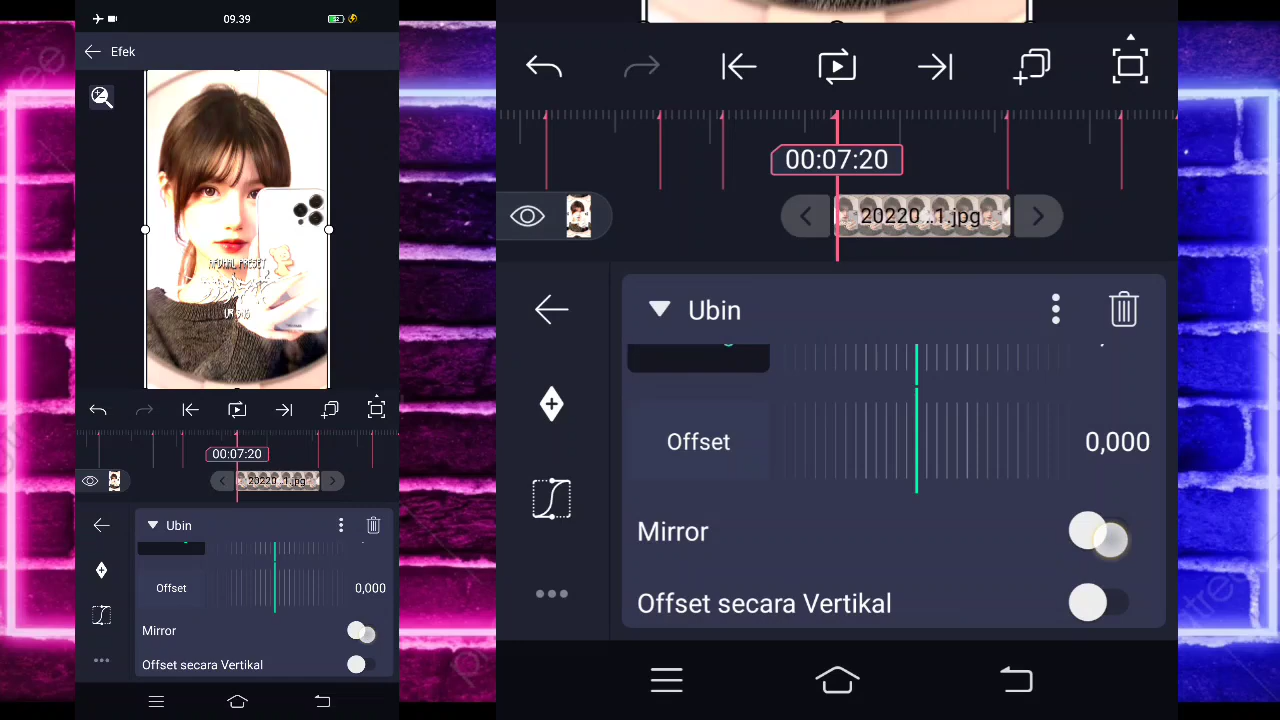 09.39
Efek
00:07:20
20220 ...1.jpg
Ubin
Offset
0,000
Mirror
Offset secara Vertikal
00:07:20
20220 ...1.jpg
Ubin
Offset
0,000
Mirror
Offset secara Vertikal